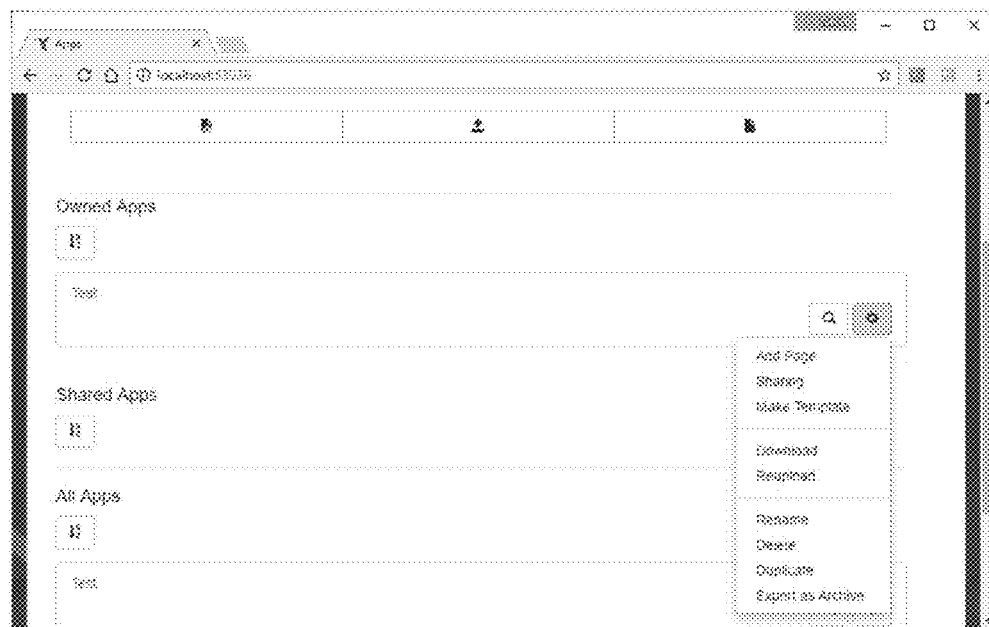 Apps
Owned Apps
Test
Add Page
Sharing
Make Template
Shared Apps
Download
Reupload
All Apps
Rename
Delete
Duplicate
Export as Archive
Test